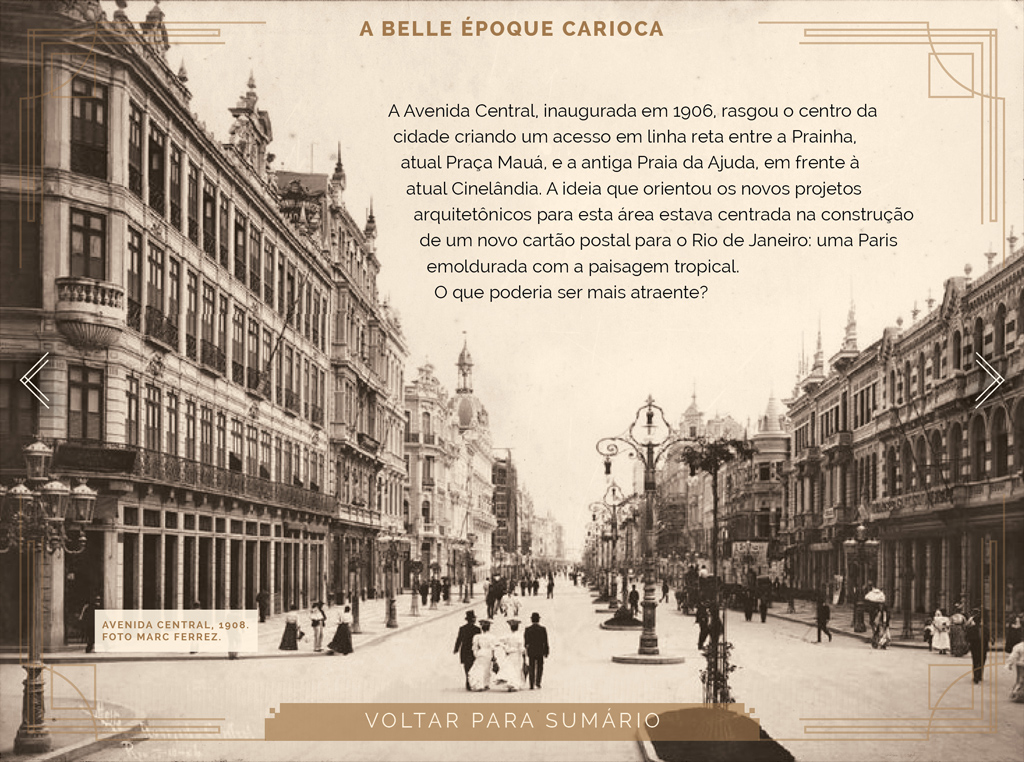 A BELLE ÉPOQUE CARIOCA
A Avenida Central, inaugurada em 1906, rasgou o centro da
cidade criando um acesso em linha reta entre a Prainha,
atual Praça Mauá, e a antiga Praia da Ajuda, em frente à
atual Cinelândia. A ideia que orientou os novos projetos
arquitetônicos para esta área estava centrada na construção
de um novo cartão postal para o Rio de Janeiro: uma Paris
emoldurada com a paisagem tropical.
O que poderia ser mais atraente?
AVENIDA CENTRAL, 1908.
FOTO MARC FERREZ.
VOLTAR PARA SUMÁRIO